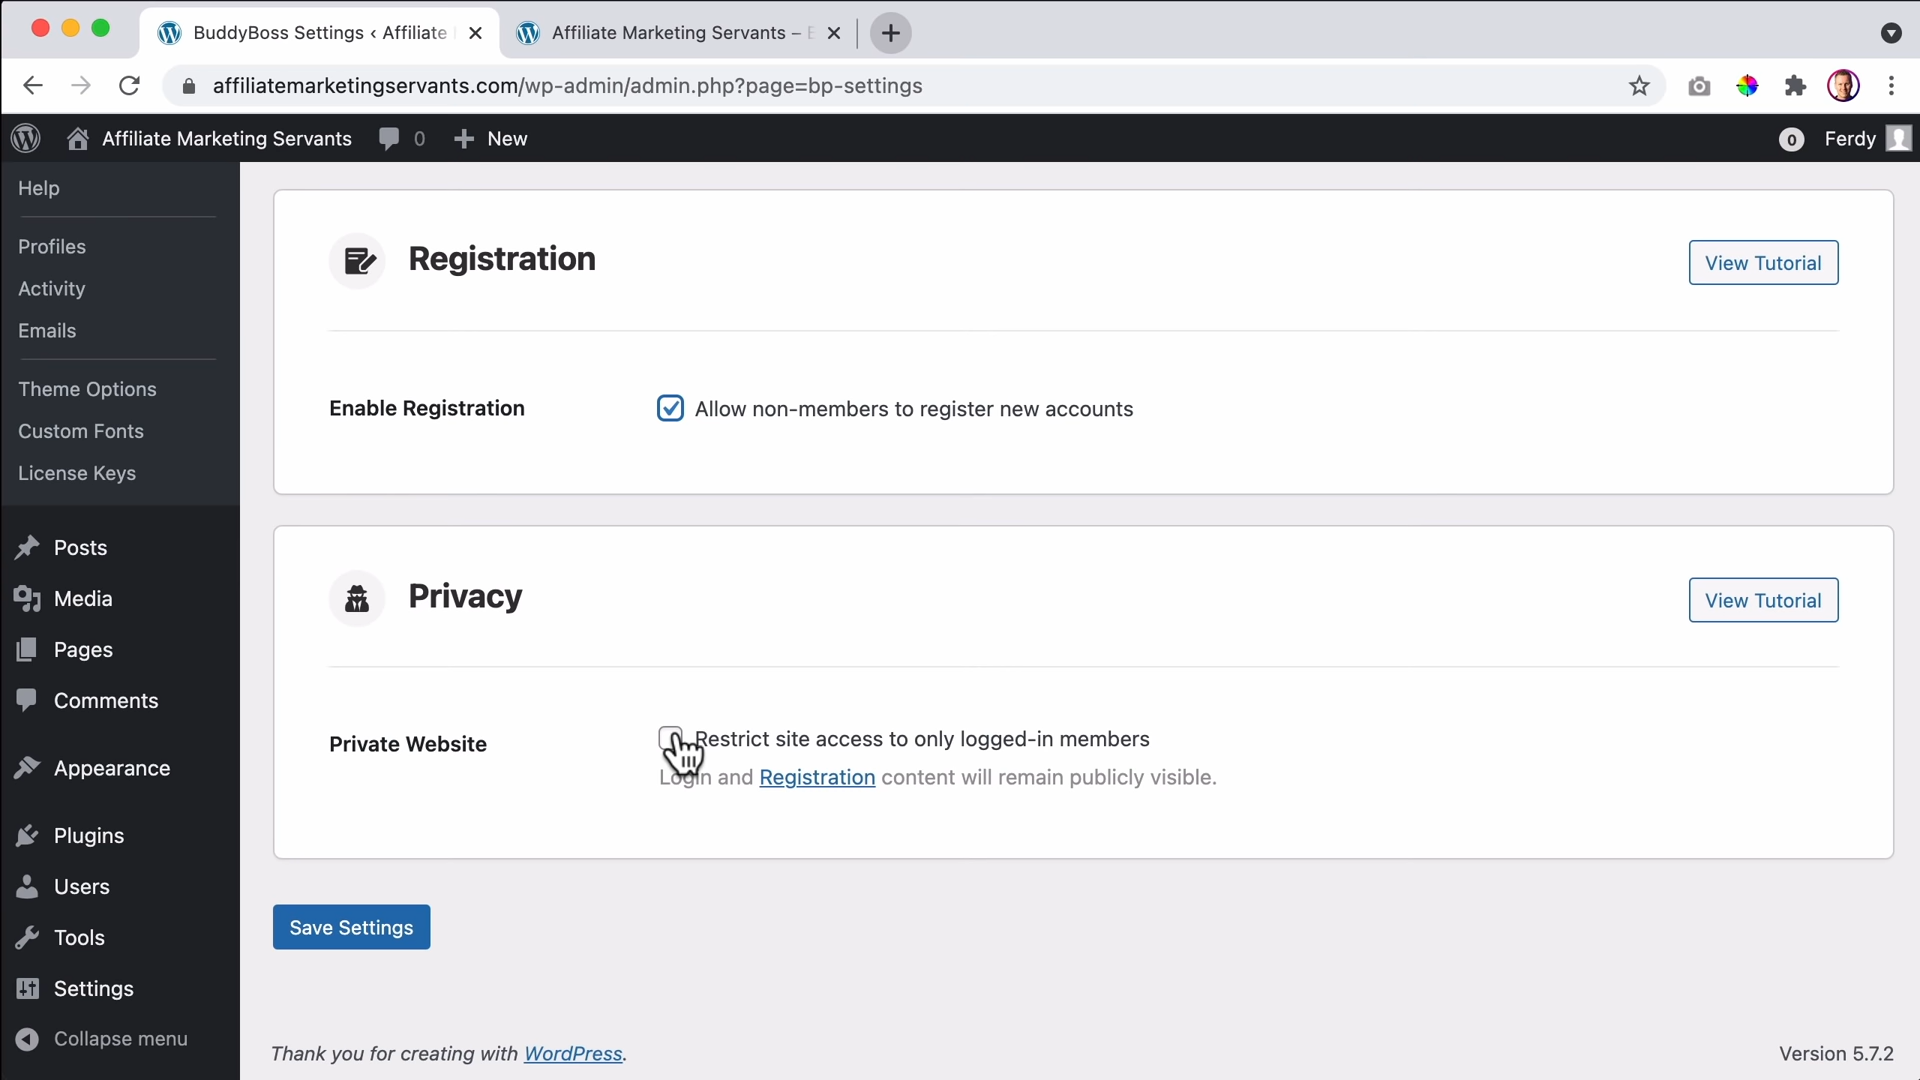 BuddyBoss Settings ‹ Affiliate
Affiliate Marketing Servants –
affiliatemarketingservants.com/wp-admin/admin.php?page=bp-settings
Affiliate Marketing Servants
0
New
0
Ferdy
Help
Profiles
Activity
Emails
Theme Options
Custom Fonts
License Keys
Posts
Media
Pages
Comments
Appearance
Plugins
Users
Tools
Settings
Collapse menu
Registration
View Tutorial
Enable Registration
Allow non-members to register new accounts
Privacy
View Tutorial
Private Website
Restrict site access to only logged-in members
Login and Registration content will remain publicly visible.
Save Settings
Thank you for creating with WordPress.
Version 5.7.2